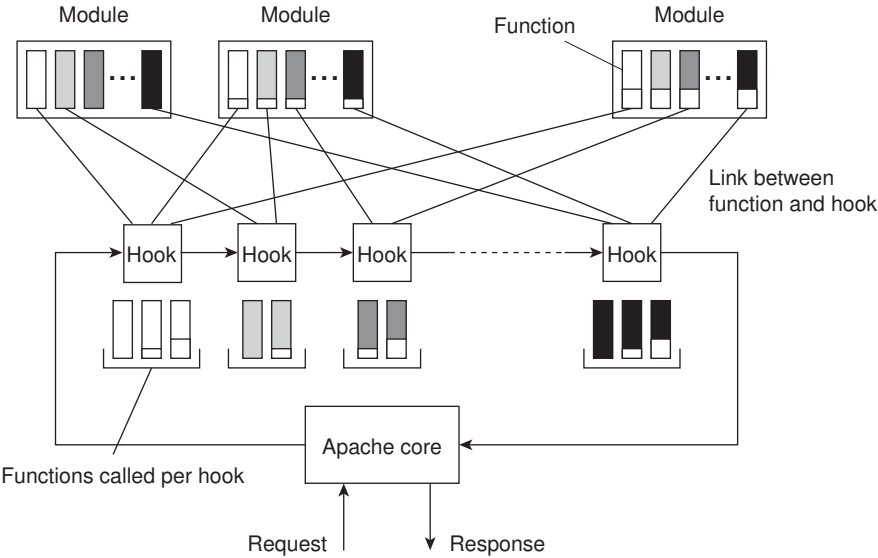 Module
Module
Module
Function
...
...
...
Link between
function and hook
Hook
Hook
Hook
Hook
Apache core
Functions called per hook
Request
Response